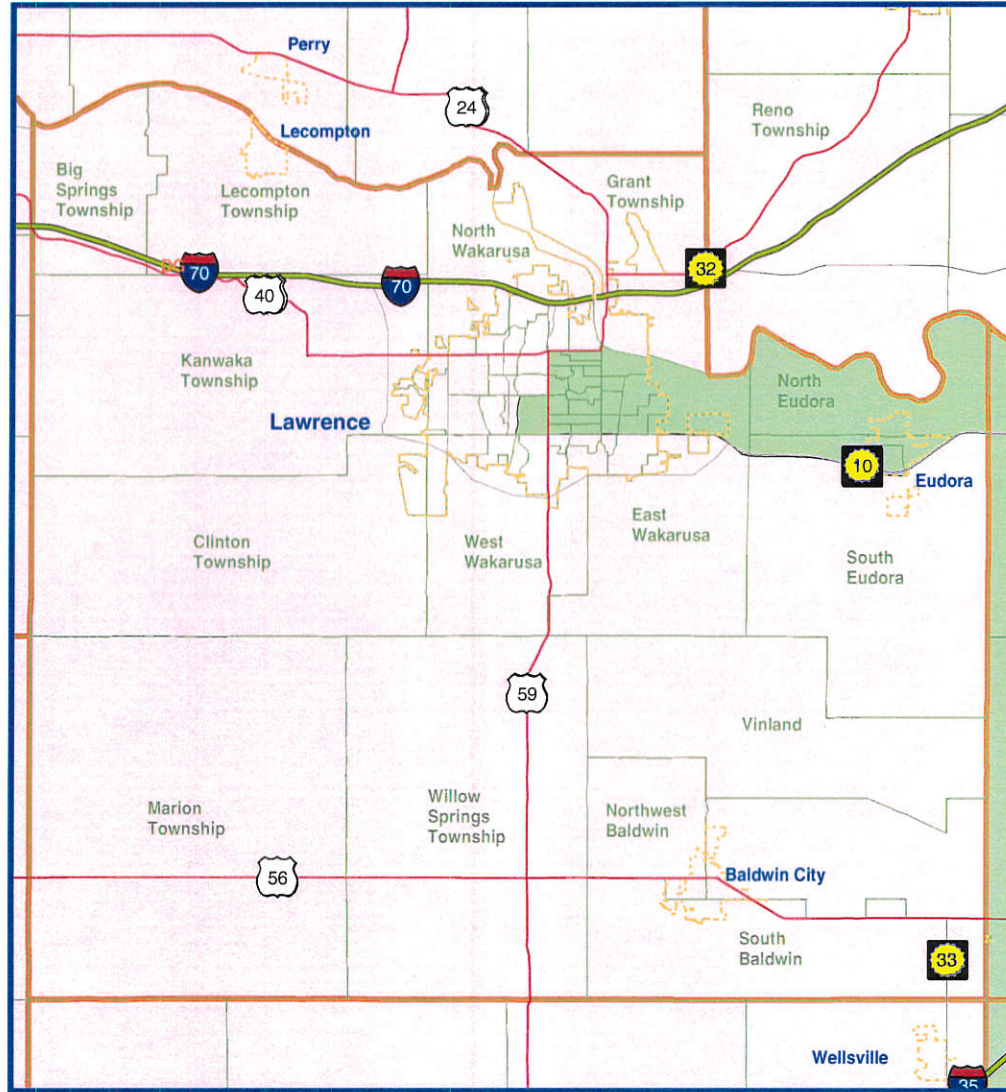 Perry
24
Reno
Township
Lecompton
Big
Springs
Township
Lecompton
Township
Grant
Township
North
Wakarusa
DG
70
70
32
40
Kanwaka
Township
North
Eudora
Lawrence
10
Eudora
Clinton
Township
West
Wakarusa
East
Wakarusa
South
Eudora
59
Vinland
Marion
Township
Willow
Springs
Township
Northwest
Baldwin
56
Baldwin City
South
Baldwin
33
Wellsville
35